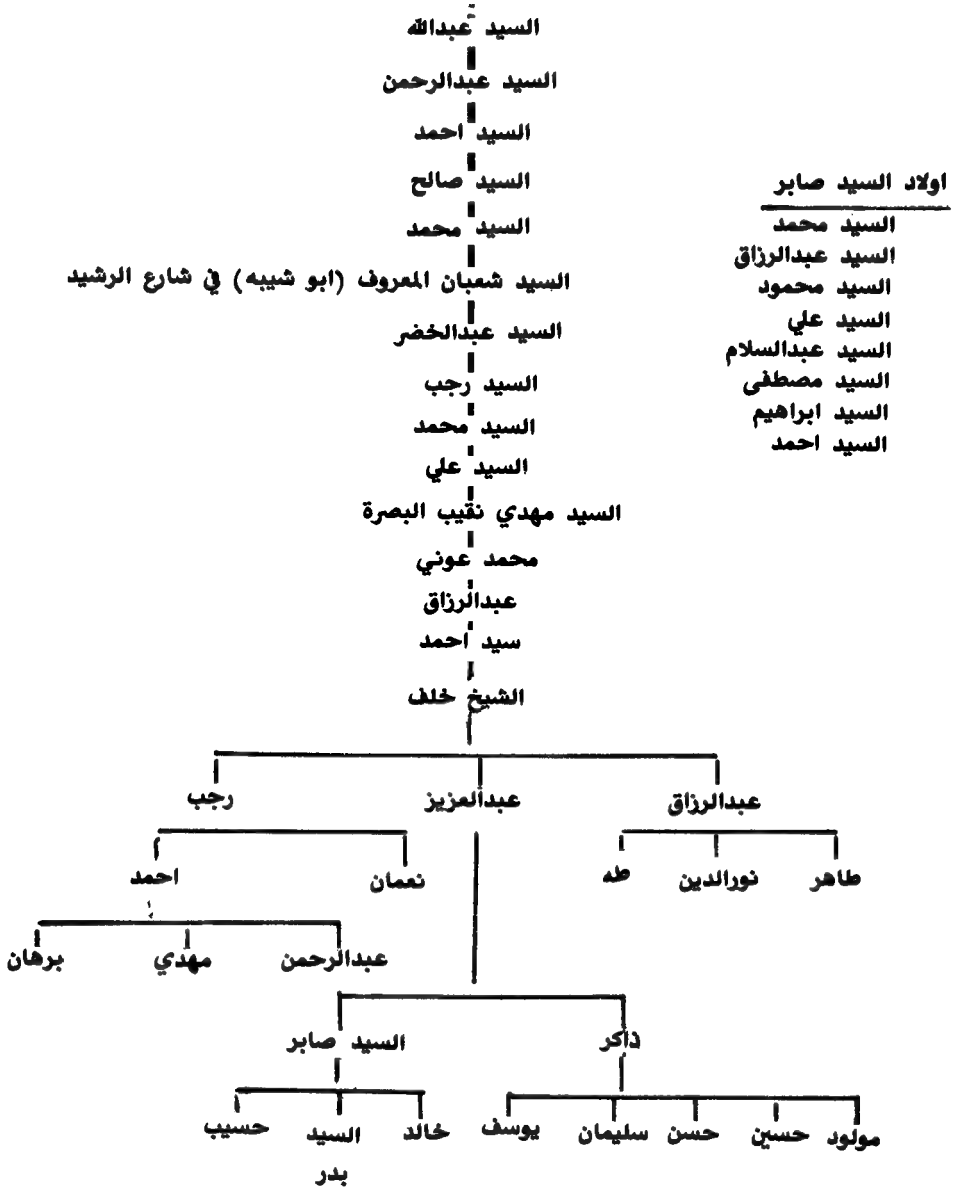 السيد عبدالله
السيد عبدالرحمن
السيد احمد
السيد صالح
السيد محمد
السيد شعبان المعروف (ابو شيبه) في شارع الرشيد
السيد عبدالخضر
السيد رجب
السيد محمد
السيد علي
السيد مهدي نقيب البصرة
محمد عوني
عبدالرزاق
سيد احمد
الشيخ خلف
اولاد السيد صابر
السيد محمد
السيد عبدالرزاق
السيد محمود
السيد علي
السيد عبدالسلام
السيد مصطفى
السيد ابراهيم
السيد احمد
عبدالرزاق عبدالعزيز رجب
طاهر نورالدين طه نعمان احمد
عبدالرحمن مهدي برهان
ذاكر السيد صابر
مولود حسين حسن سليمان يوسف خالد السيد حسيب
بدر